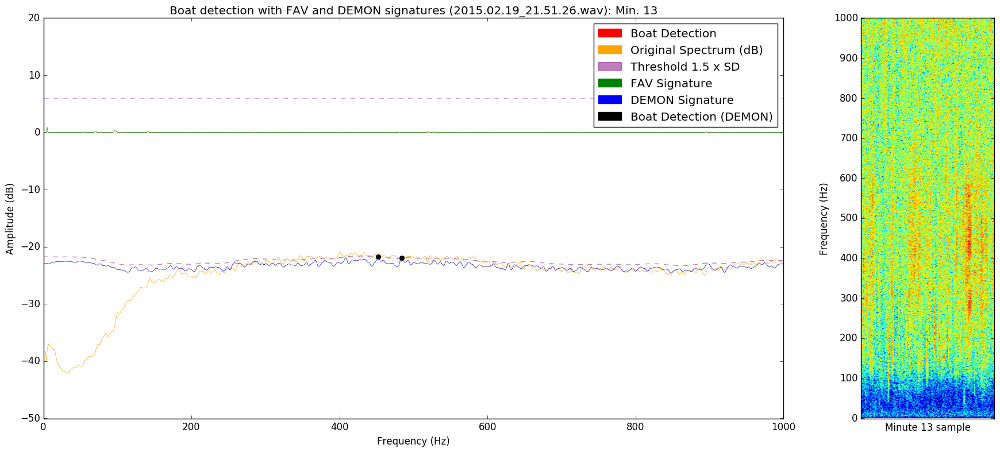 Boat detection with FAV and DEMON signatures (2015.02.19_21.51.26.wav): Min. 13
Boat Detection
Original Spectrum (dB)
Threshold 1.5 x SD
FAV Signature
DEMON Signature
Boat Detection (DEMON)
Amplitude (dB)
20
10
0
−10
−20
−30
−40
−50
0
200
400
600
800
1000
Frequency (Hz)
Frequency (Hz)
1000
900
800
700
600
500
400
300
200
100
0
Minute 13 sample